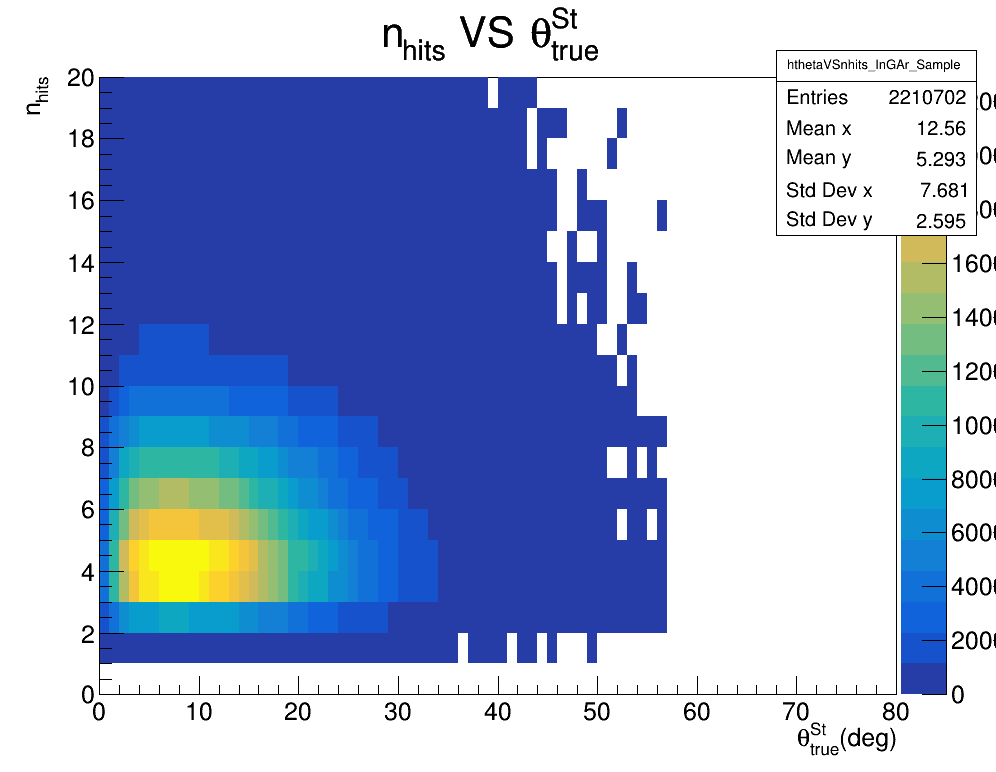 n_hits VS θ^St_true
hthetaVSnhits_InGAr_Sample
Entries 2210702
Mean x 12.56
Mean y 5.293
Std Dev x 7.681
Std Dev y 2.595
n_hits
20
18
16
14
12
10
8
6
4
2
0
0 10 20 30 40 50 60 70 80
θ^St_true(deg)
1600
1400
1200
1000
8000
6000
4000
2000
0